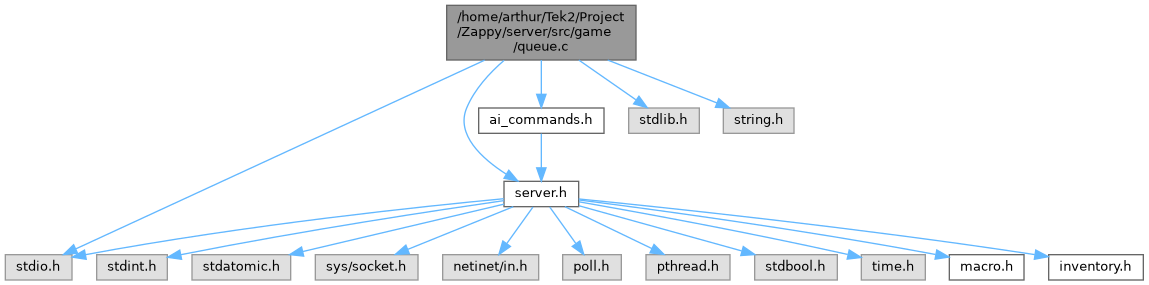 /home/arthur/Tek2/Project
/Zappy/server/src/game
/queue.c
ai_commands.h
stdlib.h
string.h
server.h
stdio.h
stdint.h
stdatomic.h
sys/socket.h
netinet/in.h
poll.h
pthread.h
stdbool.h
time.h
macro.h
inventory.h